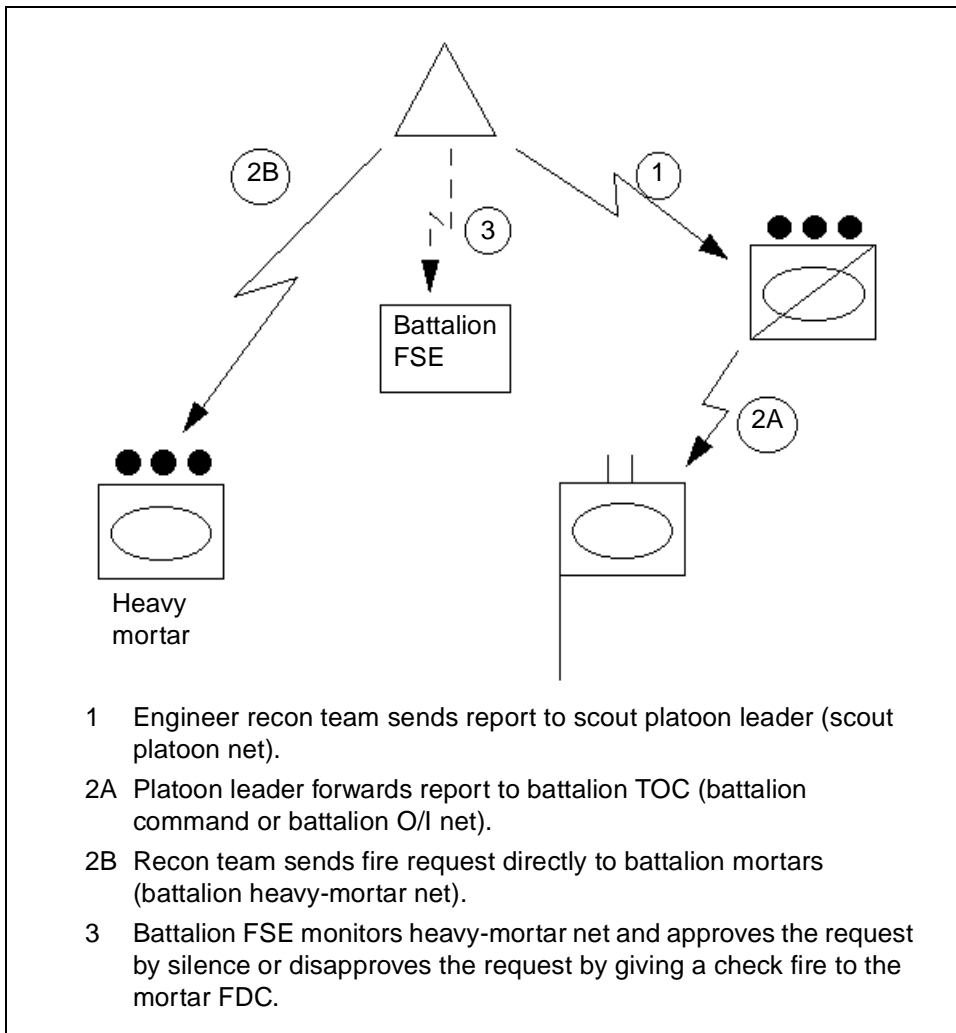 2B
1
3
Battalion
FSE
2A
Heavy
mortar
1 Engineer recon team sends report to scout platoon leader (scout
platoon net).
2A Platoon leader forwards report to battalion TOC (battalion
command or battalion O/I net).
2B Recon team sends fire request directly to battalion mortars
(battalion heavy-mortar net).
3 Battalion FSE monitors heavy-mortar net and approves the request
by silence or disapproves the request by giving a check fire to the
mortar FDC.